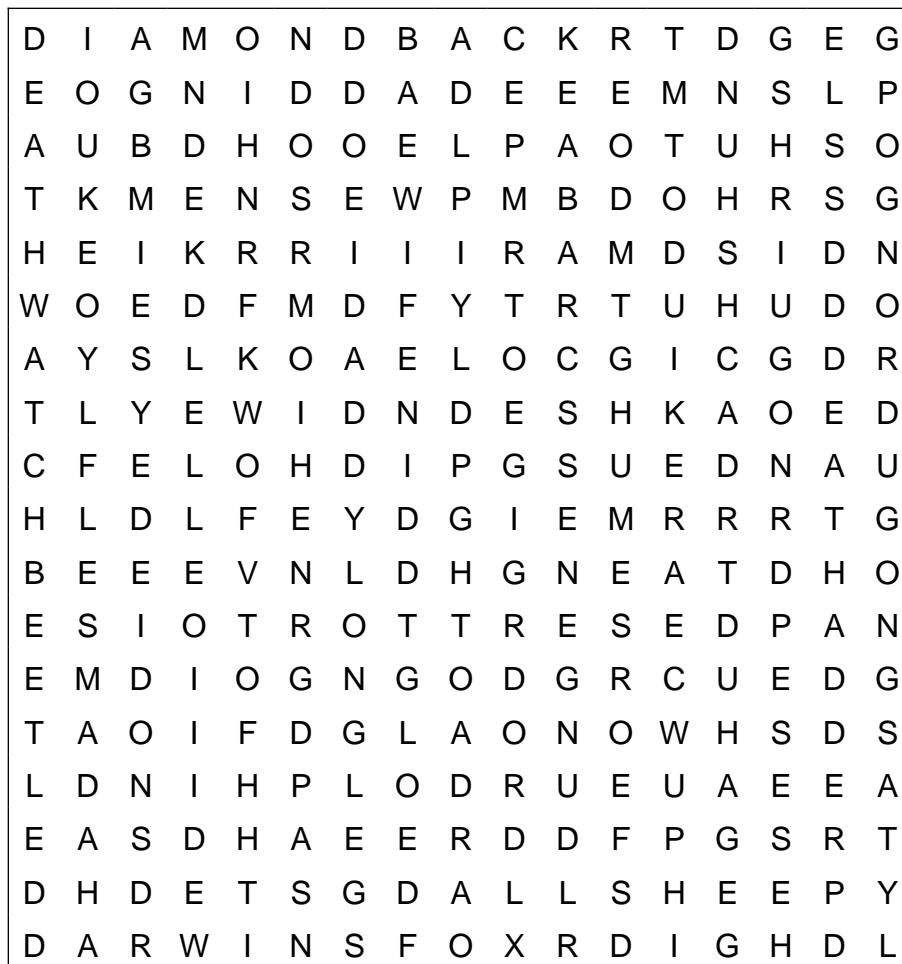 D I A M O N D B A C K R T D G E G
E O G N I D D A D E E E M N S L P
A U B D H O O E L P A O T U H S O
T K M E N S E W P M B D O H R S G
H E I K R R I I I R A M D S I D N
W O E D F M D F Y T R T U H U D O
A Y S L K O A E L O C G I C G D R
T L Y E W I D N D E S H K A O E D
C F E L O H D I P G S U E D N A U
H L D L F E Y D G I E M R R R T G
B E E E V N L D H G N E A T D H O
E S I O T R O T T R E S E D P A N
E M D I O G N G O D G R C U E D G
T A O I F D G L A O N O W H S D S
L D N I H P L O D R U E U A E E A
E A S D H A E E R D D F P G S R T
D H D E T S G D A L L S H E E P Y
D A R W I N S F O X R D I G H D L